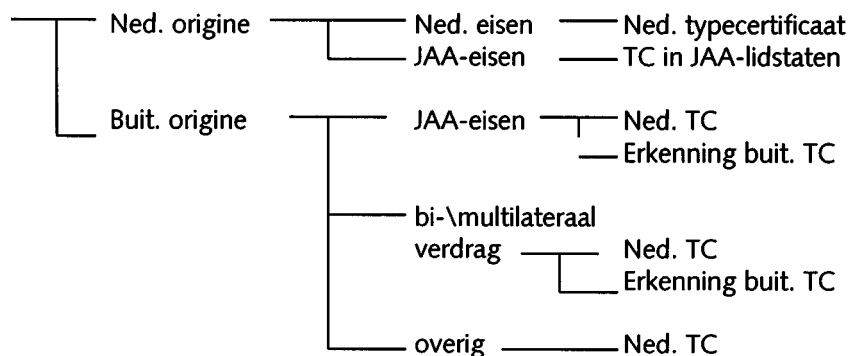 Ned. origine Ned. eisen Ned. typecertificaat
JAA-eisen TC in JAA-lidstaten
Buit. origine JAA-eisen Ned. TC
Erkenning buit. TC
bi-\multilateraal
verdrag Ned. TC
Erkenning buit. TC
overig Ned. TC